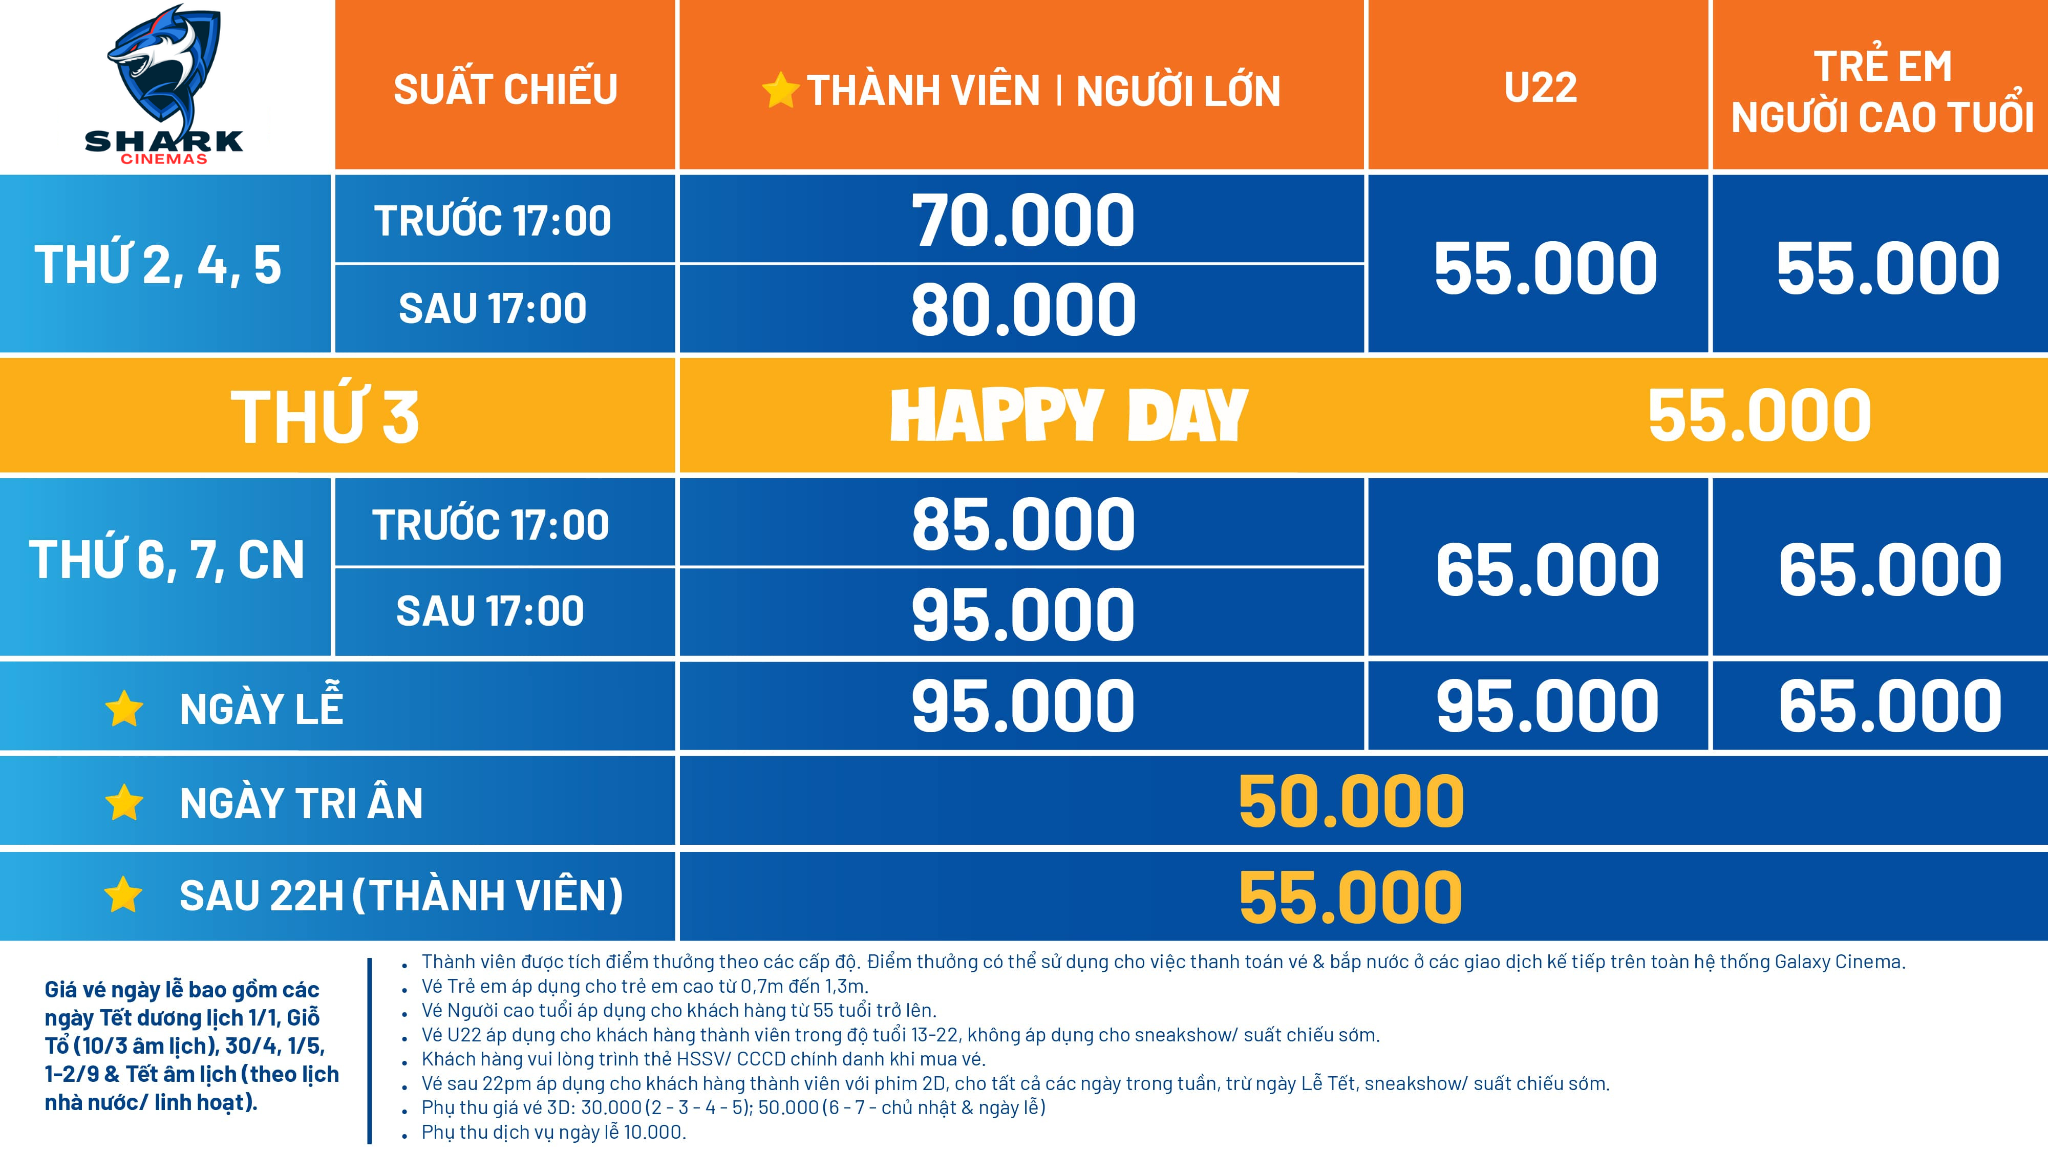 SHARK
CINEMAS
SUẤT CHIẾU
THÀNH VIÊN | NGƯỜI LỚN
U22
TRẺ EM
NGƯỜI CAO TUỔI
THỨ 2, 4, 5
TRƯỚC 17:00
70.000
SAU 17:00
80.000
55.000
55.000
THỨ 3
HAPPY DAY
55.000
THỨ 6, 7, CN
TRƯỚC 17:00
85.000
SAU 17:00
95.000
65.000
65.000
NGÀY LỄ
95.000
95.000
65.000
NGÀY TRI ÂN
50.000
SAU 22H (THÀNH VIÊN)
55.000
Giá vé ngày lễ bao gồm các
ngày Tết dương lịch 1/1, Giỗ
Tổ (10/3 âm lịch), 30/4, 1/5,
1-2/9 & Tết âm lịch (theo lịch
nhà nước/ linh hoạt).
• Thành viên được tích điểm thưởng theo các cấp độ. Điểm thưởng có thể sử dụng cho việc thanh toán vé & bắp nước ở các giao dịch kế tiếp trên toàn hệ thống Galaxy Cinema.
• Vé Trẻ em áp dụng cho trẻ em cao từ 0,7m đến 1,3m.
• Vé Người cao tuổi áp dụng cho khách hàng từ 55 tuổi trở lên.
• Vé U22 áp dụng cho khách hàng thành viên trong độ tuổi 13-22, không áp dụng cho sneakshow/ suất chiếu sớm.
• Khách hàng vui lòng trình thẻ HSSV/ CCCD chính danh khi mua vé.
• Vé sau 22pm áp dụng cho khách hàng thành viên với phim 2D, cho tất cả các ngày trong tuần, trừ ngày Lễ Tết, sneakshow/ suất chiếu sớm.
• Phụ thu giá vé 3D: 30.000 (2 - 3 - 4 - 5); 50.000 (6 - 7 - chủ nhật & ngày lễ)
• Phụ thu dịch vụ ngày lễ 10.000.